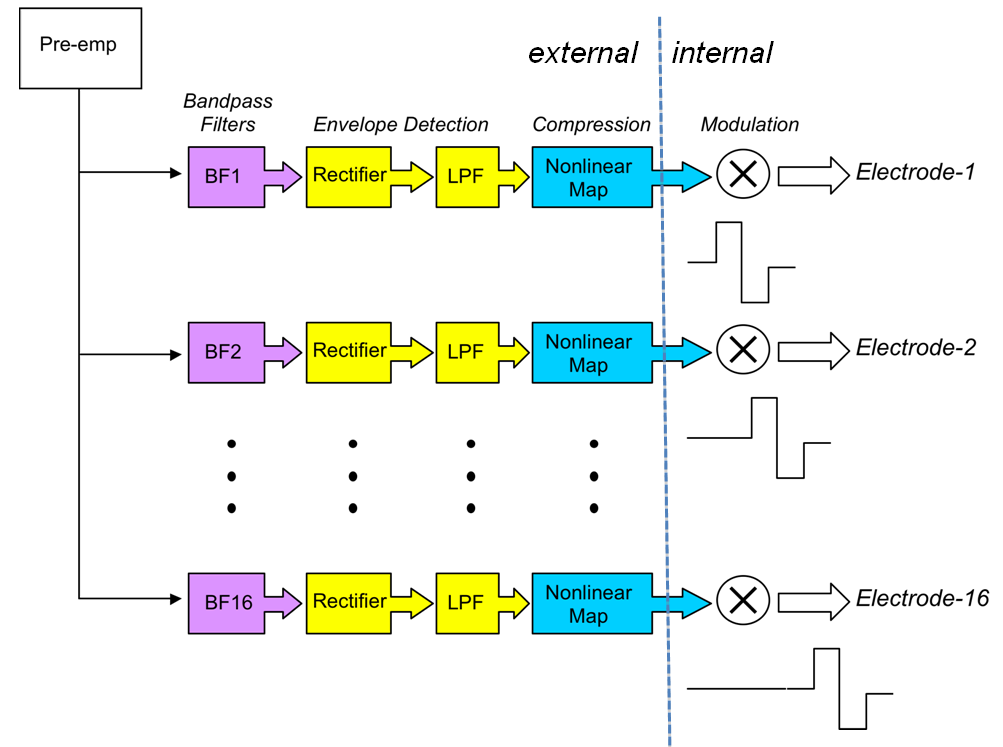 Pre-emp
external internal
Bandpass
Filters
Envelope Detection
Compression
Modulation
BF1
Rectifier
LPF
Nonlinear
Map
Electrode-1
BF2
Rectifier
LPF
Nonlinear
Map
Electrode-2
BF16
Rectifier
LPF
Nonlinear
Map
Electrode-16